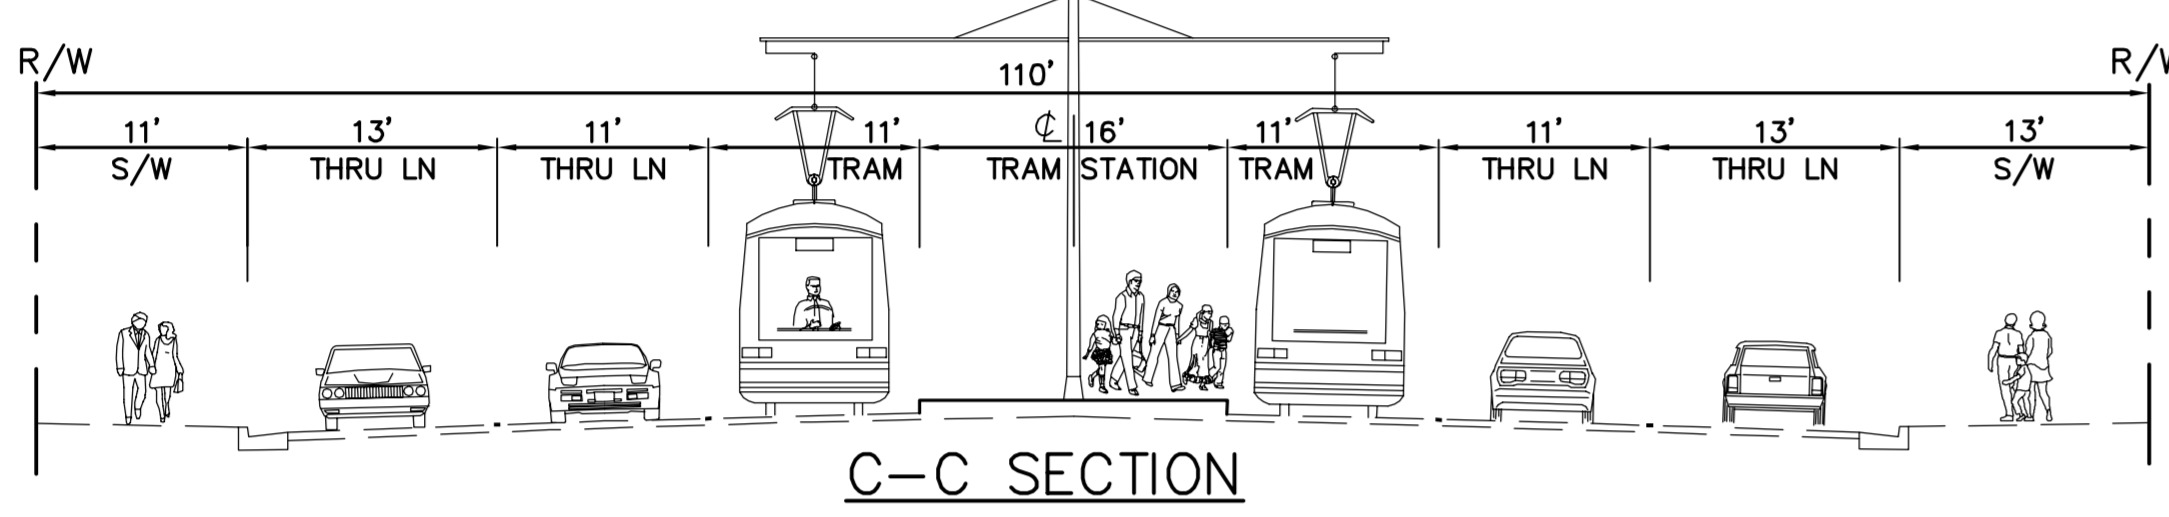 R/W R/W
110'
11' 13' 11' 11' ℄ 16' 11' 11' 13' 13'
S/W THRU LN THRU LN TRAM TRAM STATION TRAM THRU LN THRU LN S/W
C-C SECTION